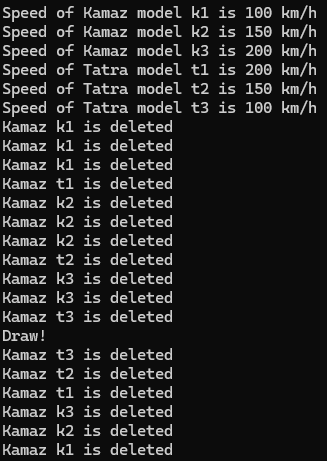 Speed of Kamaz model k1 is 100 km/h
Speed of Kamaz model k2 is 150 km/h
Speed of Kamaz model k3 is 200 km/h
Speed of Tatra model t1 is 200 km/h
Speed of Tatra model t2 is 150 km/h
Speed of Tatra model t3 is 100 km/h
Kamaz k1 is deleted
Kamaz k1 is deleted
Kamaz k1 is deleted
Kamaz t1 is deleted
Kamaz k2 is deleted
Kamaz k2 is deleted
Kamaz k2 is deleted
Kamaz t2 is deleted
Kamaz k3 is deleted
Kamaz k3 is deleted
Kamaz t3 is deleted
Draw!
Kamaz t3 is deleted
Kamaz t2 is deleted
Kamaz t1 is deleted
Kamaz k3 is deleted
Kamaz k2 is deleted
Kamaz k1 is deleted